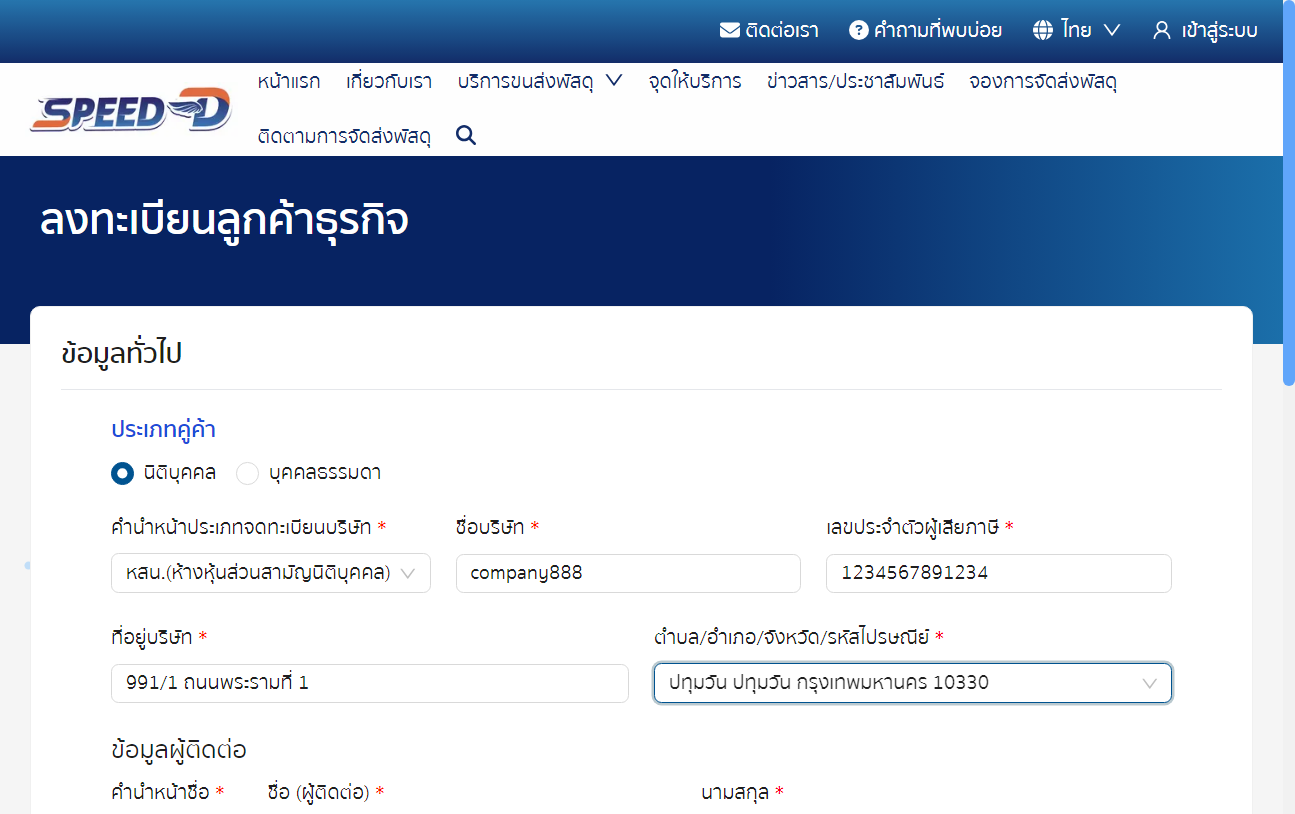 ติดต่อเรา คำถามที่พบบ่อย ไทย เข้าสู่ระบบ
SPEED-D
หน้าแรก เกี่ยวกับเรา บริการขนส่งพัสดุ จุดให้บริการ ข่าวสาร/ประชาสัมพันธ์ จองการจัดส่งพัสดุ
ติดตามการจัดส่งพัสดุ
ลงทะเบียนลูกค้าธุรกิจ
ข้อมูลทั่วไป
ประเภทคู่ค้า
นิติบุคคล บุคคลธรรมดา
คำนำหน้าประเภทจดทะเบียนบริษัท * ชื่อบริษัท * เลขประจำตัวผู้เสียภาษี *
หสน.(ห้างหุ้นส่วนสามัญนิติบุคคล) company888 1234567891234
ที่อยู่บริษัท * ตำบล/อำเภอ/จังหวัด/รหัสไปรษณีย์ *
991/1 ถนนพระรามที่ 1 ปทุมวัน ปทุมวัน กรุงเทพมหานคร 10330
ข้อมูลผู้ติดต่อ
คำนำหน้าชื่อ * ชื่อ (ผู้ติดต่อ) * นามสกุล *